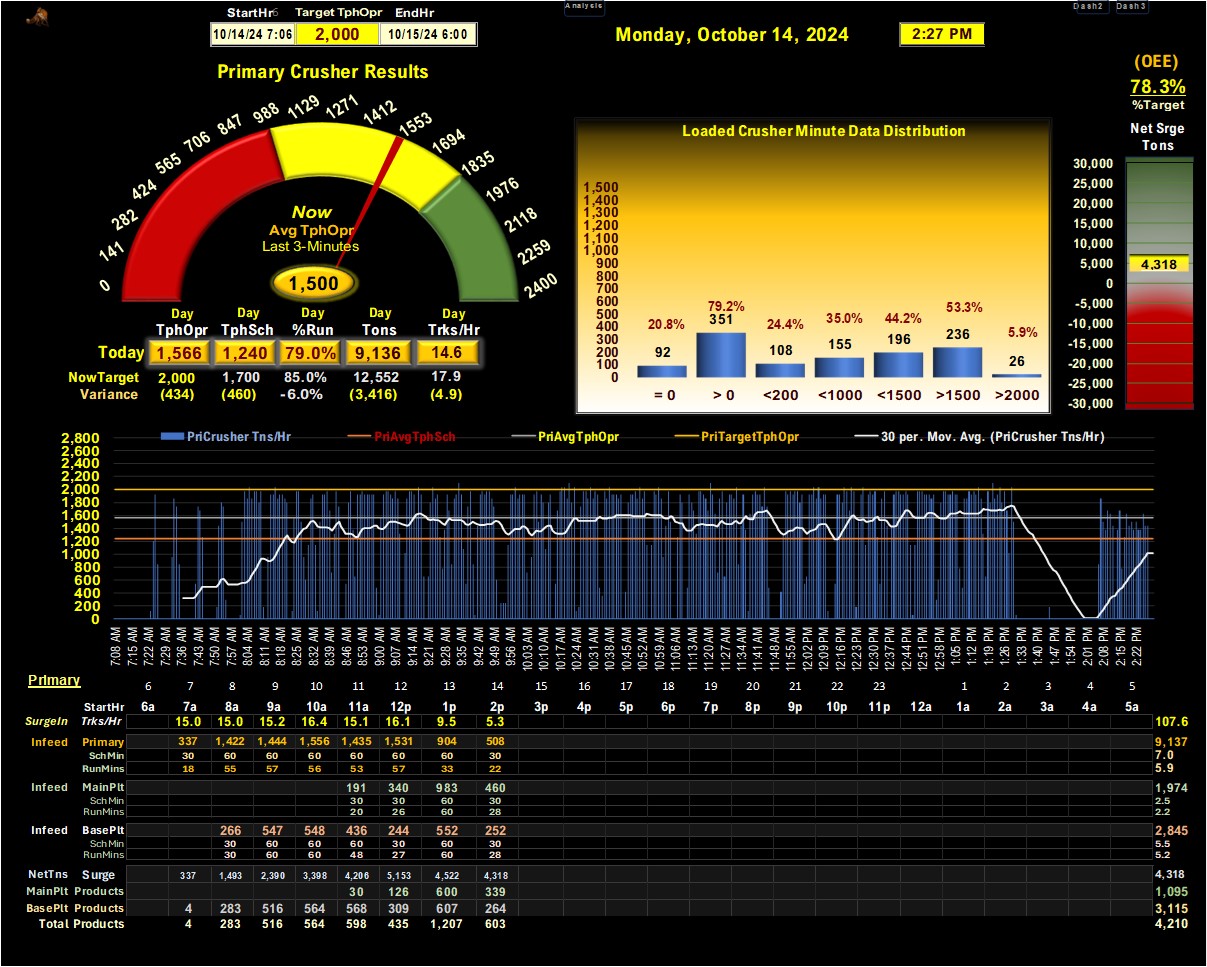 Analysis
Dash2 Dash3
StartHr6 Target TphOpr EndHr
10/14/24 7:06 2,000 10/15/24 6:00
Monday, October 14, 2024
2:27 PM
(OEE)
78.3%
%Target
Primary Crusher Results
0
141
282
424
565
706
847
988
1129
1271
1412
1553
1694
1835
1976
2118
2259
2400
Now
Avg TphOpr
Last 3-Minutes
1,500
Day Day Day Day Day
TphOpr TphSch %Run Tons Trks/Hr
Today 1,566 1,240 79.0% 9,136 14.6
NowTarget 2,000 1,700 85.0% 12,552 17.9
Variance (434) (460) -6.0% (3,416) (4.9)
Loaded Crusher Minute Data Distribution
1,500
1,400
1,300
1,200
1,100
1,000
900
800
700
600
500
400
300
200
100
0
20.8% 79.2% 24.4% 35.0% 44.2% 53.3% 5.9%
92 351 108 155 196 236 26
= 0 > 0 <200 <1000 <1500 >1500 >2000
Net Srge
Tons
30,000
25,000
20,000
15,000
10,000
5,000
0
-5,000
-10,000
-15,000
-20,000
-25,000
-30,000
4,318
PriCrusher Tns/Hr PriAvgTphSch PriAvgTphOpr PriTargetTphOpr 30 per. Mov. Avg. (PriCrusher Tns/Hr)
2,800
2,600
2,400
2,200
2,000
1,800
1,600
1,400
1,200
1,000
800
600
400
200
0
7:08 AM 7:15 AM 7:22 AM 7:29 AM 7:36 AM 7:43 AM 7:50 AM 7:57 AM 8:04 AM 8:11 AM 8:18 AM 8:25 AM 8:32 AM 8:39 AM 8:46 AM 8:53 AM 9:00 AM 9:07 AM 9:14 AM 9:21 AM 9:28 AM 9:35 AM 9:42 AM 9:49 AM 9:56 AM 10:03 AM 10:10 AM 10:17 AM 10:24 AM 10:31 AM 10:38 AM 10:45 AM 10:52 AM 10:59 AM 11:06 AM 11:13 AM 11:20 AM 11:27 AM 11:34 AM 11:41 AM 11:48 AM 11:55 AM 12:02 PM 12:09 PM 12:16 PM 12:23 PM 12:30 PM 12:37 PM 12:44 PM 12:51 PM 12:58 PM 1:05 PM 1:12 PM 1:19 PM 1:26 PM 1:33 PM 1:40 PM 1:47 PM 1:54 PM 2:01 PM 2:08 PM 2:15 PM 2:22 PM
Primary
6 7 8 9 10 11 12 13 14 15 16 17 18 19 20 21 22 23 1 2 3 4 5
StartHr 6a 7a 8a 9a 10a 11a 12p 1p 2p 3p 4p 5p 6p 7p 8p 9p 10p 11p 12a 1a 2a 3a 4a 5a
SurgeIn Trks/Hr 15.0 15.0 15.2 16.4 15.1 16.1 9.5 5.3 107.6
Infeed Primary 337 1,422 1,444 1,556 1,435 1,531 904 508 9,137
SchMin 30 60 60 60 60 60 60 30 7.0
RunMins 18 55 57 56 53 57 33 22 5.9
Infeed MainPlt 191 340 983 460 1,974
SchMin 30 30 60 30 2.5
RunMins 20 26 60 28 2.2
Infeed BasePlt 266 547 548 436 244 552 252 2,845
SchMin 30 60 60 60 30 60 30 5.5
RunMins 30 60 60 48 27 60 28 5.2
NetTns Surge 337 1,493 2,390 3,398 4,206 5,153 4,522 4,318 4,318
MainPlt Products 30 126 600 339 1,095
BasePlt Products 4 283 516 564 568 309 607 264 3,115
Total Products 4 283 516 564 598 435 1,207 603 4,210